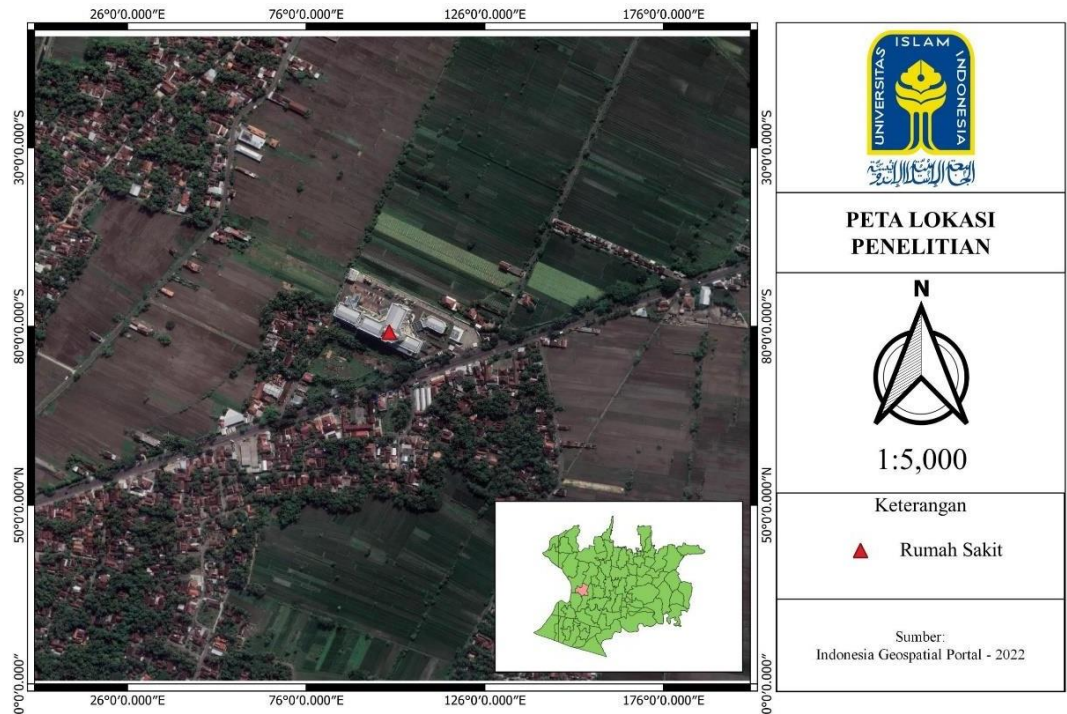 26°0'0.000"E 76°0'0.000"E 126°0'0.000"E 176°0'0.000"E
30°0'0.000"S
80°0'0.000"S
50°0'0.000"N
0°0'0.000"
30°0'0.000"S
80°0'0.000"S
50°0'0.000"N
0°0'0.000"
26°0'0.000"E 76°0'0.000"E 126°0'0.000"E 176°0'0.000"E
UNIVERSITAS ISLAM INDONESIA
PETA LOKASI
PENELITIAN
N
1:5,000
Keterangan
Rumah Sakit
Sumber:
Indonesia Geospatial Portal - 2022